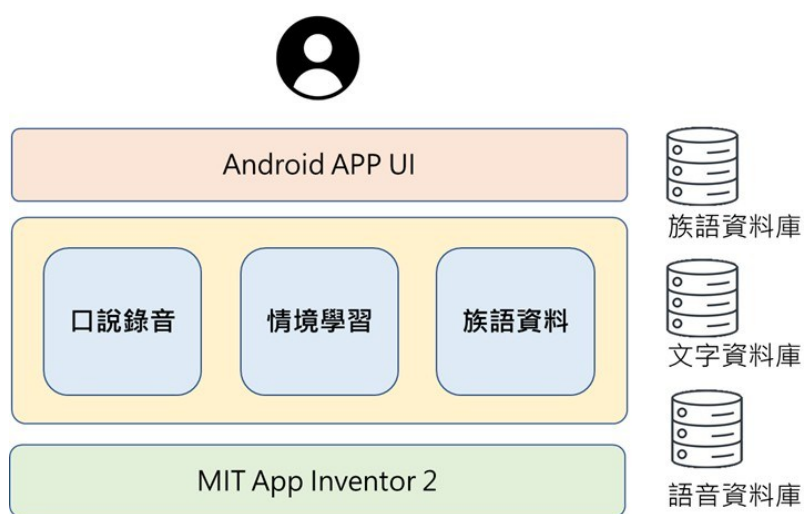 Android APP UI
口說錄音
情境學習
族語資料
MIT App Inventor 2
族語資料庫
文字資料庫
語音資料庫